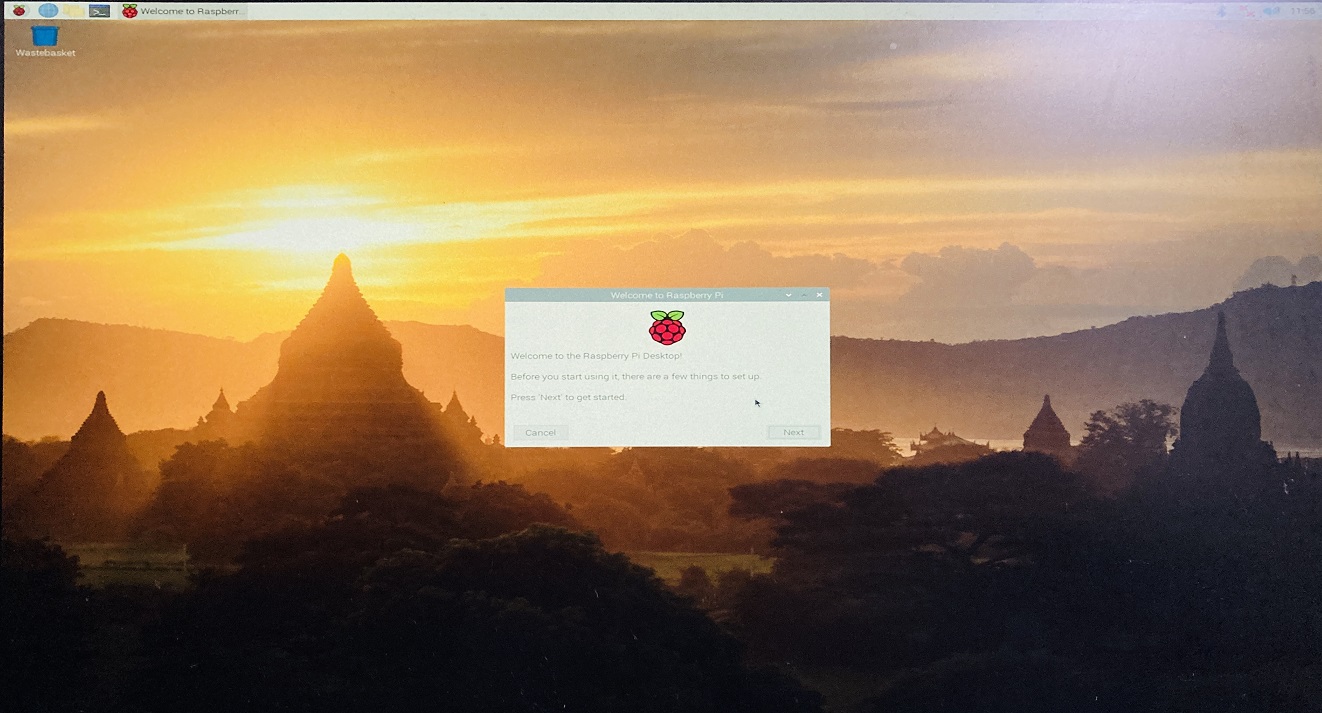 Welcome to Raspberr...
11:56
Wastebasket
Welcome to Raspberry Pi
Welcome to the Raspberry Pi Desktop!
Before you start using it, there are a few things to set up.
Press 'Next' to get started.
Cancel
Next